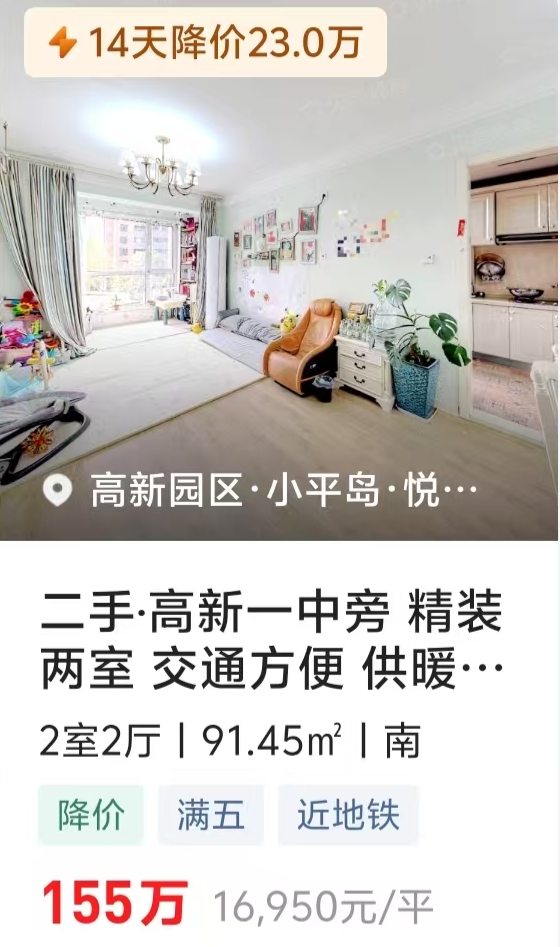 14天降价23.0万
高新园区·小平岛·悦…
二手·高新一中旁 精装
两室 交通方便 供暖…
2室2厅 | 91.45㎡ | 南
降价 满五 近地铁
155万 16,950元/平